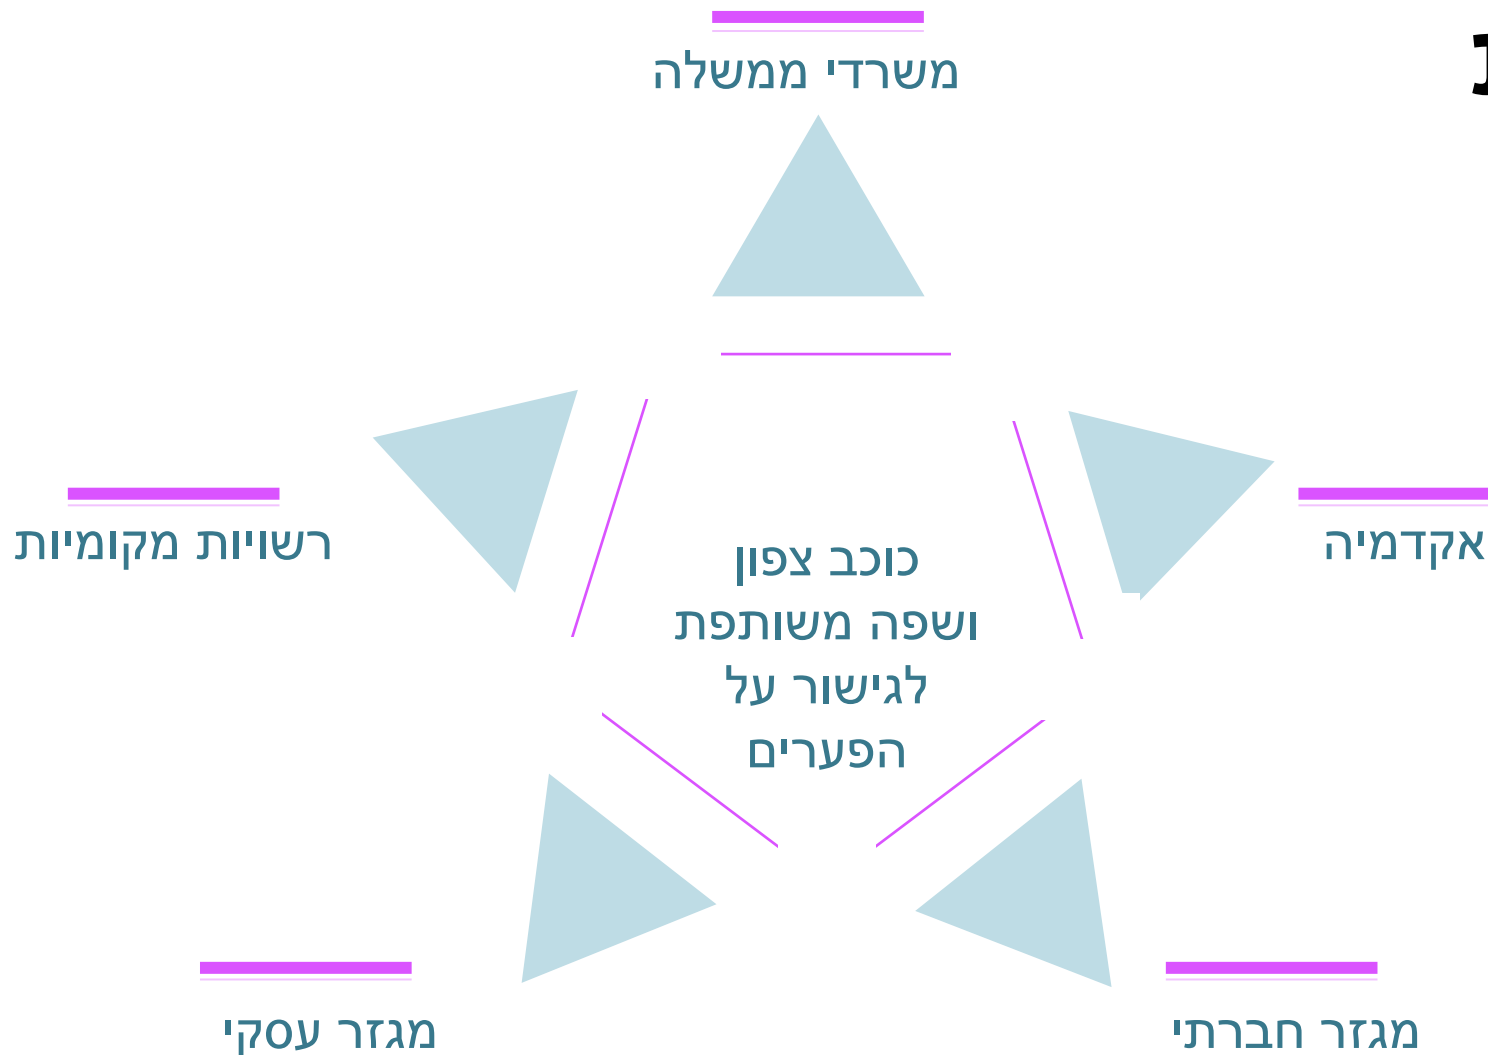 משרדי ממשלה
אקדמיה
רשויות מקומיות
כוכב צפון
ושפה משותפת
לגישור על
הפערים
מגזר חברתי
מגזר עסקי